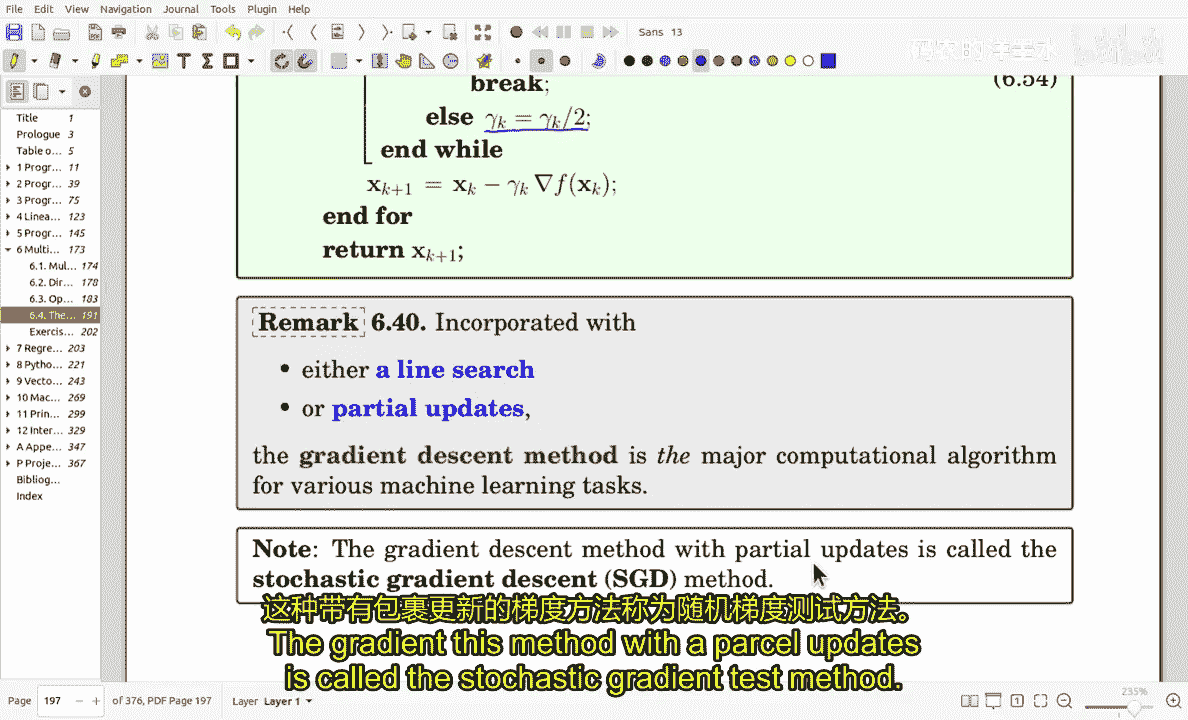 File Edit View Navigation Journal Tools Plugin Help
Sans 13
Title 1
Prologue 3
Table o... 5
1 Progr... 11
2 Progr... 39
3 Progr... 75
4 Linea... 123
5 Progr... 145
6 Multi... 173
6.1. Mul... 174
6.2. Dir... 178
6.3. Op... 183
6.4. The... 191
Exercis... 202
7 Regre... 203
8 Pytho... 221
9 Vecto... 243
10 Mac... 269
11 Prin... 299
12 Inter... 329
A Appe... 347
P Proje... 367
Bibliog...
Index
break; (6.54)
else γₖ = γₖ/2;
end while
xₖ₊₁ = xₖ − γₖ ∇f(xₖ);
end for
return xₖ₊₁;
Remark 6.40. Incorporated with
• either a line search
• or partial updates,
the gradient descent method is the major computational algorithm
for various machine learning tasks.
Note: The gradient descent method with partial updates is called the
stochastic gradient descent (SGD) method.
这种带有包裹更新的梯度方法称为随机梯度测试方法。
The gradient this method with a parcel updates
is called the stochastic gradient test method.
Page 197 − + of 376, PDF Page 197 Layer Layer 1 235%